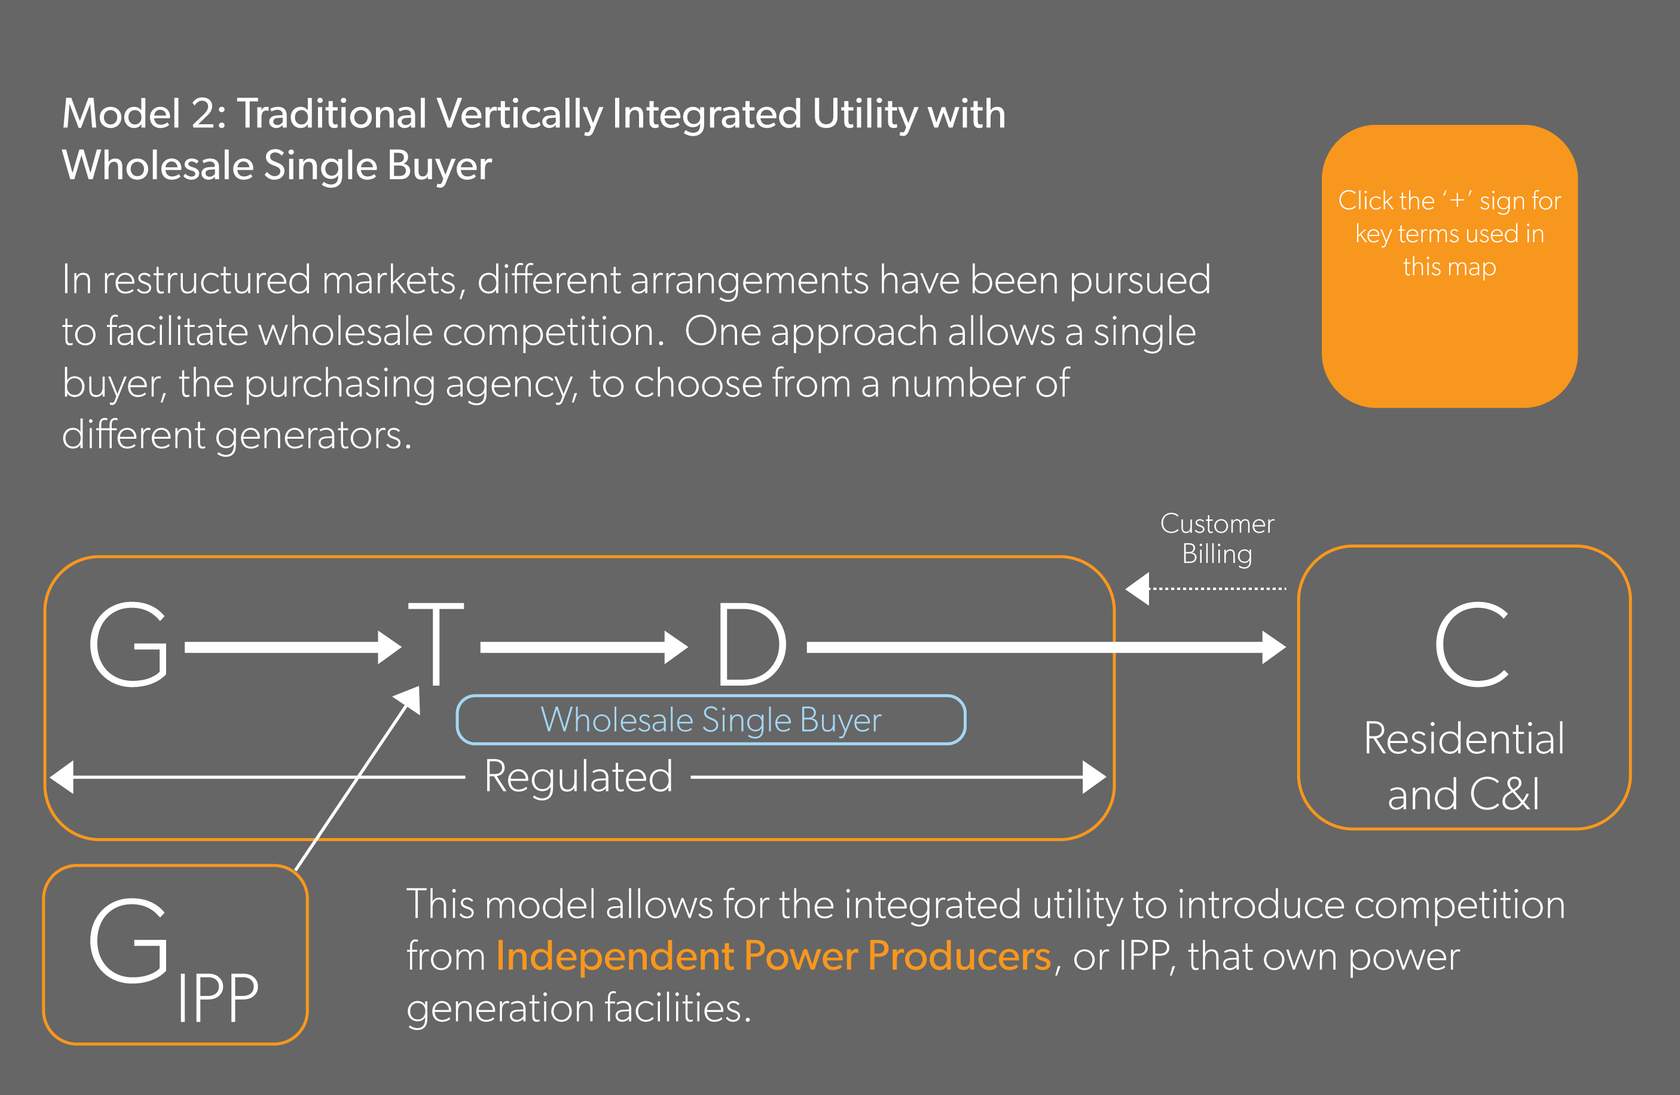 Model 2: Traditional Vertically Integrated Utility with
Wholesale Single Buyer
Click the ‘+’ sign for
key terms used in
this map
In restructured markets, different arrangements have been pursued
to facilitate wholesale competition.  One approach allows a single
buyer, the purchasing agency, to choose from a number of
different generators.
Customer
Billing
G T D C
Wholesale Single Buyer
Regulated
Residential
and C&I
G IPP
This model allows for the integrated utility to introduce competition
from Independent Power Producers, or IPP, that own power
generation facilities.